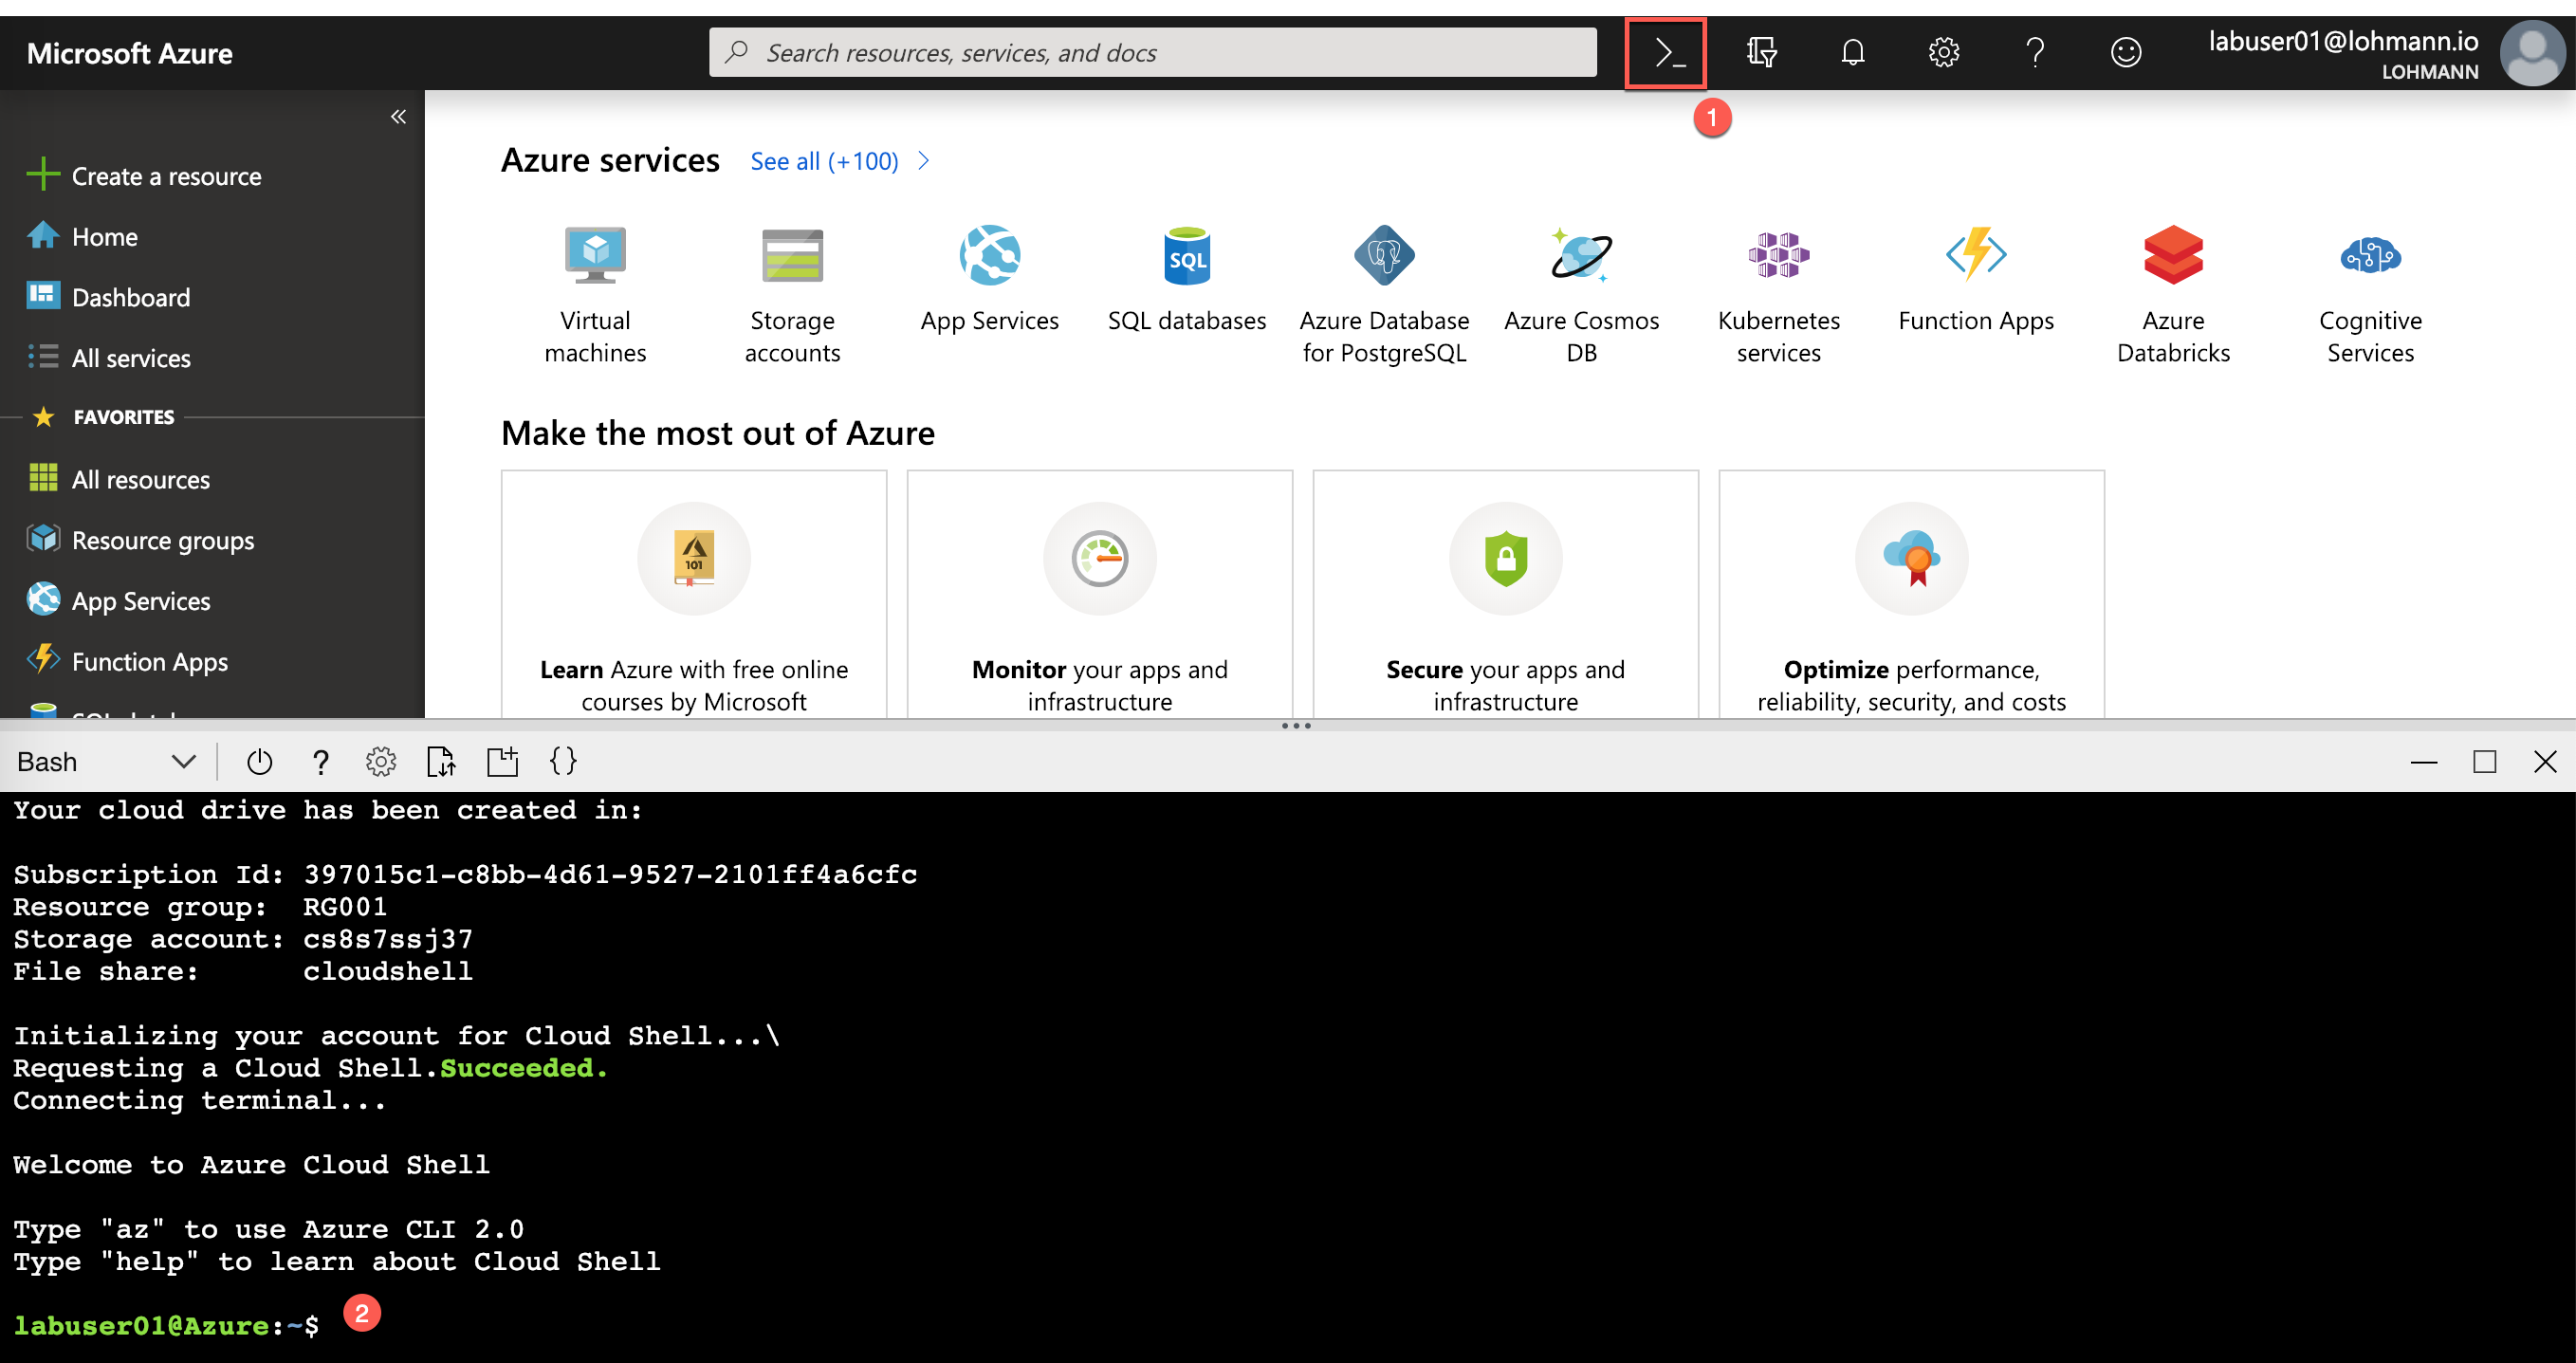 Microsoft Azure
Search resources, services, and docs
labuser01@lohmann.io
LOHMANN
1
Create a resource
Home
Dashboard
All services
FAVORITES
All resources
Resource groups
App Services
Function Apps
Azure services See all (+100)
Virtual machines
Storage accounts
App Services
SQL
SQL databases
Azure Database for PostgreSQL
Azure Cosmos DB
Kubernetes services
Function Apps
Azure Databricks
Cognitive Services
Make the most out of Azure
101
Learn Azure with free online
courses by Microsoft
Monitor your apps and
infrastructure
Secure your apps and
infrastructure
Optimize performance,
reliability, security, and costs
Bash
Your cloud drive has been created in:
Subscription Id: 397015c1-c8bb-4d61-9527-2101ff4a6cfc
Resource group: RG001
Storage account: cs8s7ssj37
File share: cloudshell
Initializing your account for Cloud Shell...\
Requesting a Cloud Shell.Succeeded.
Connecting terminal...
Welcome to Azure Cloud Shell
Type "az" to use Azure CLI 2.0
Type "help" to learn about Cloud Shell
labuser01@Azure:~$ 2